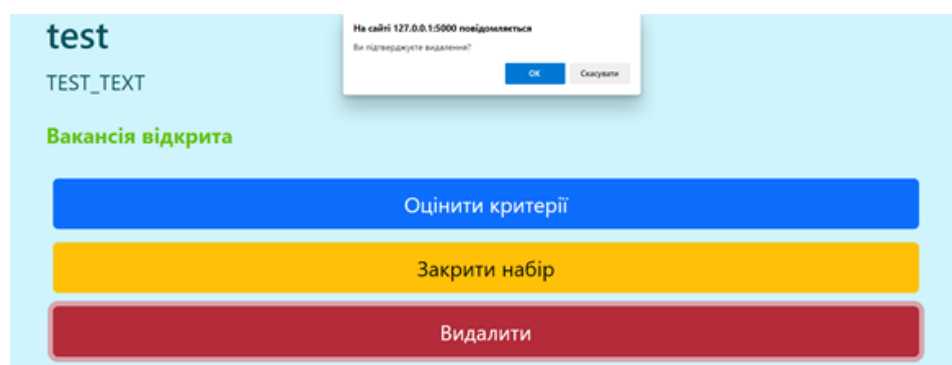 test
TEST_TEXT
На сайті 127.0.0.1:5000 повідомляється
Ви підтверджуєте видалення?
ОК
Скасувати
Вакансія відкрита
Оцінити критерії
Закрити набір
Видалити